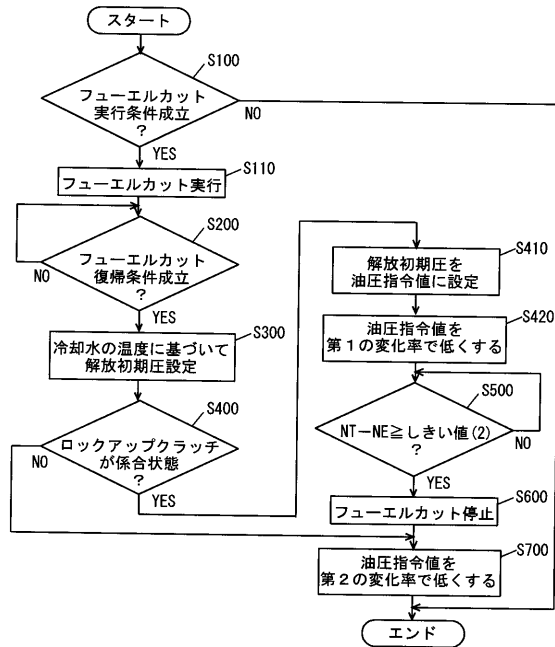 スタート
S100
フューエルカット
実行条件成立
?
NO
YES
S110
フューエルカット実行
S200
フューエルカット
復帰条件成立
?
NO
YES
S300
冷却水の温度に基づいて
解放初期圧設定
S400
ロックアップクラッチ
が係合状態
?
NO
YES
S410
解放初期圧を
油圧指令値に設定
S420
油圧指令値を
第1の変化率で低くする
S500
NT−NE≧しきい値(2)
?
NO
YES
S600
フューエルカット停止
S700
油圧指令値を
第2の変化率で低くする
エンド